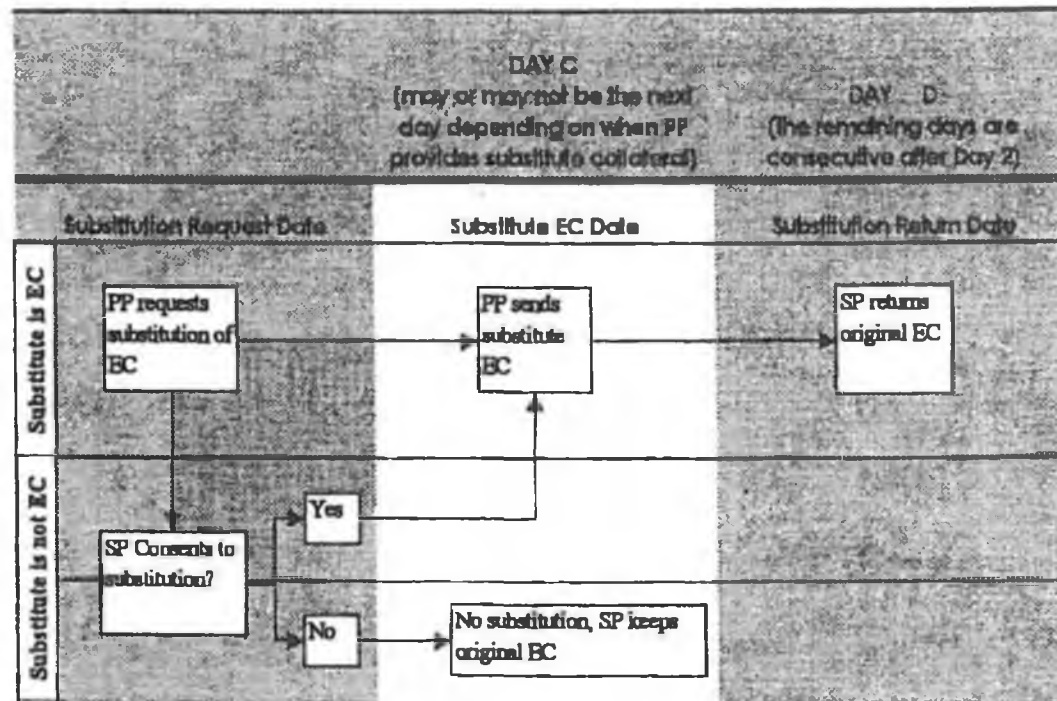 DAY C
(may or may not be the next
day depending on when PP
provides substitute collateral)
DAY D
(The remaining days are
consecutive after Day 2)
Substitution Request Date
Substitute EC Date
Substitution Return Date
Substitute is EC
PP requests
substitution of
EC
PP sends
substitute
EC
SP returns
original EC
Substitute is not EC
SP Consents to
substitution?
Yes
No
No substitution, SP keeps
original EC